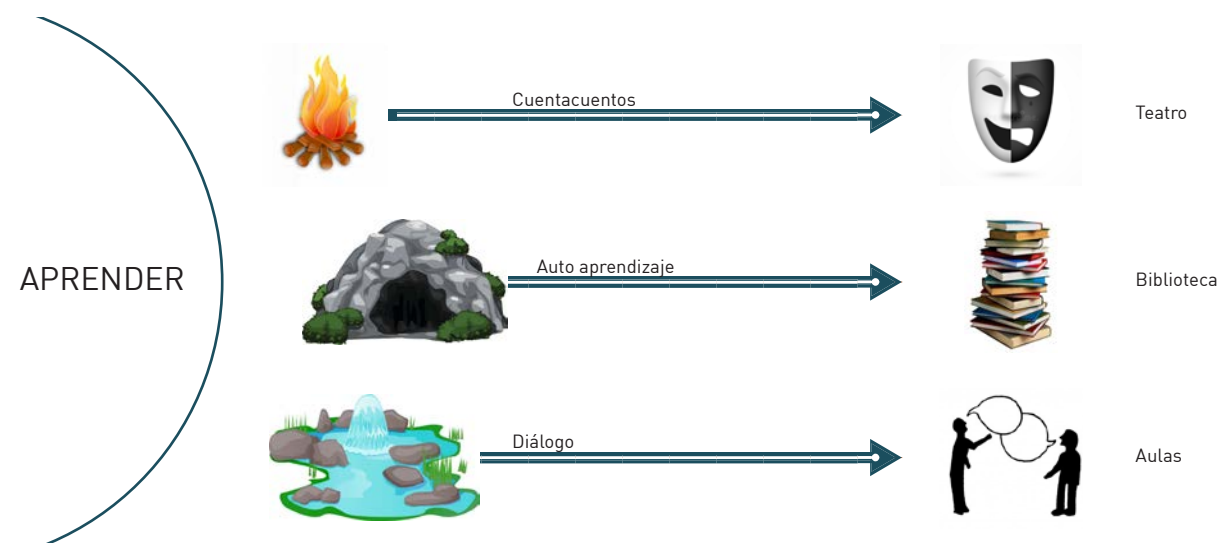 APRENDER
Cuentacuentos
Teatro
Auto aprendizaje
Biblioteca
Diálogo
Aulas